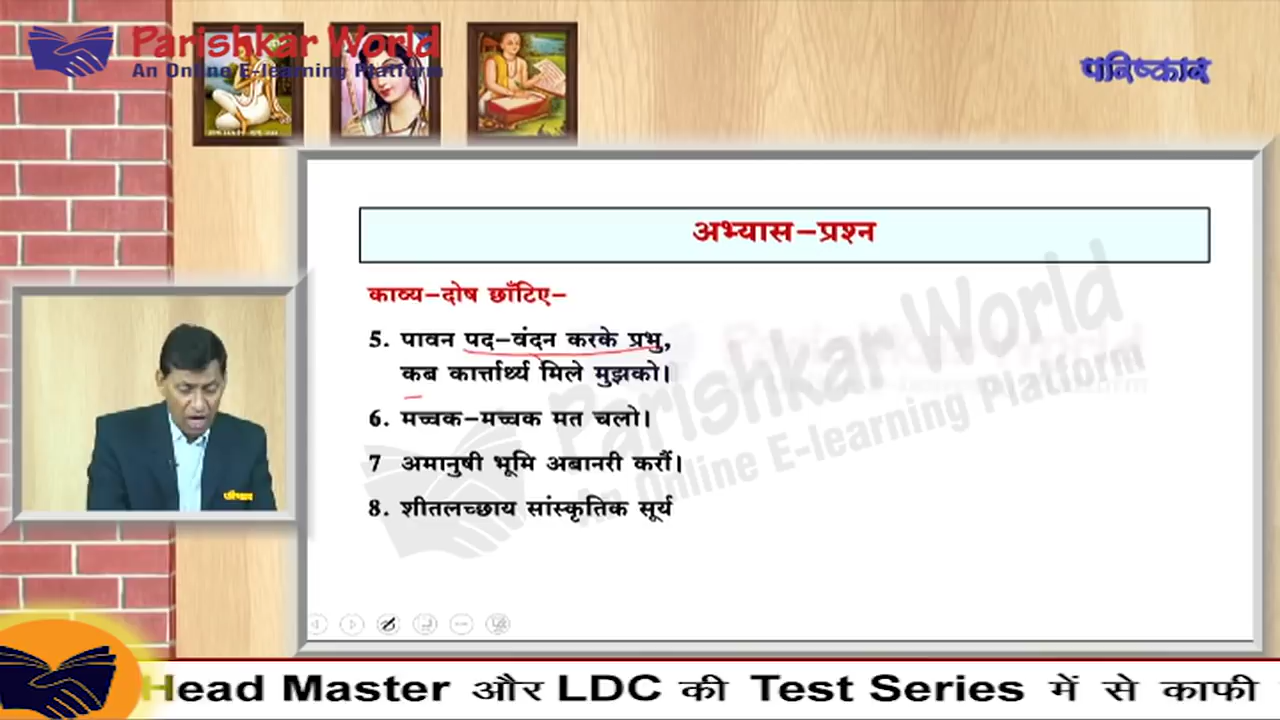 Parishkar World
An Online E-learning Platform
परिष्कार
अभ्यास–प्रश्न
काव्य–दोष छाँटिए–
5. पावन पद–वंदन करके प्रभु,
कब कार्त्तार्थ्य मिले मुझको।
6. मच्चक–मच्चक मत चलो।
7 अमानुषी भूमि अबानरी करौं।
8. शीतलच्छाय सांस्कृतिक सूर्य
Parishkar World
An Online E-learning Platform
Head Master और LDC की Test Series में से काफी